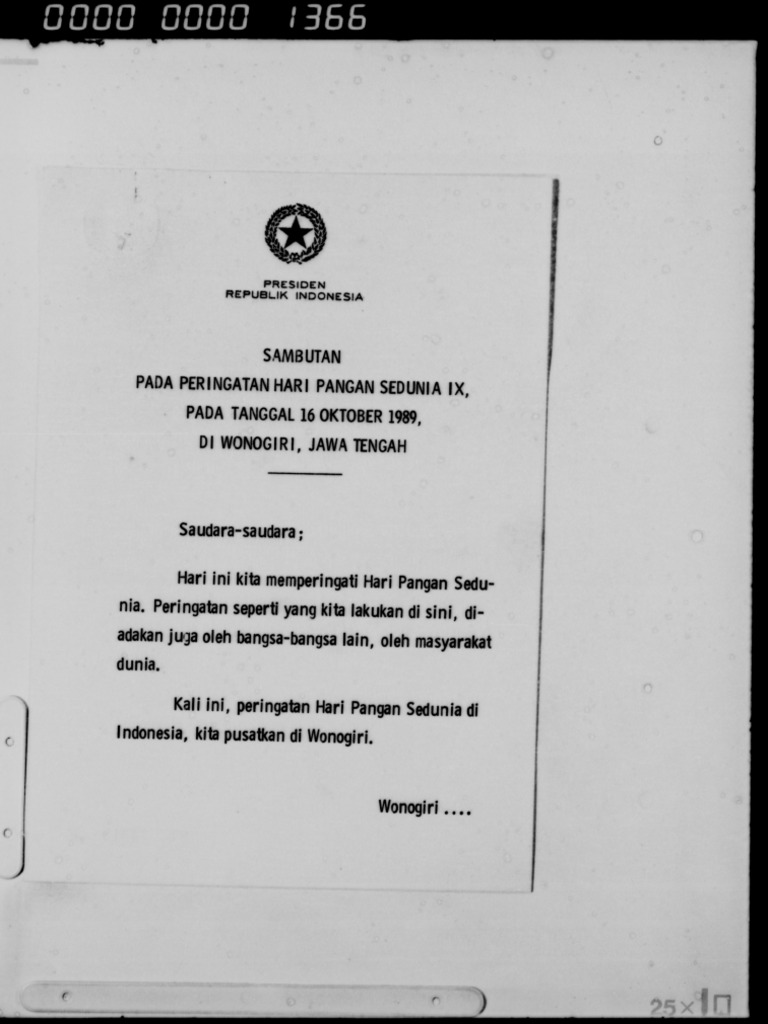 0000 0000 1366
PRESIDEN
REPUBLIK INDONESIA
SAMBUTAN
PADA PERINGATAN HARI PANGAN SEDUNIA IX,
PADA TANGGAL 16 OKTOBER 1989,
DI WONOGIRI, JAWA TENGAH
Saudara-saudara;
Hari ini kita memperingati Hari Pangan Sedu-
nia. Peringatan seperti yang kita lakukan di sini, di-
adakan juga oleh bangsa-bangsa lain, oleh masyarakat
dunia.
Kali ini, peringatan Hari Pangan Sedunia di
Indonesia, kita pusatkan di Wonogiri.
Wonogiri ....
25×